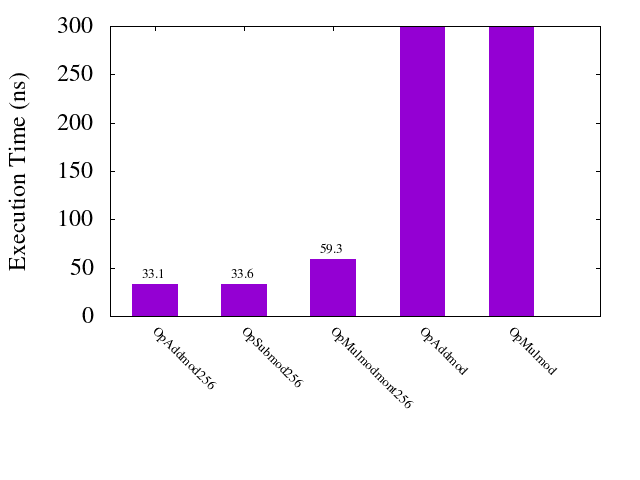 Execution Time (ns)
300
250
200
150
100
50
0
33.1
33.6
59.3
OpAddmod256
OpSubmod256
OpMulmodmont256
OpAddmod
OpMulmod